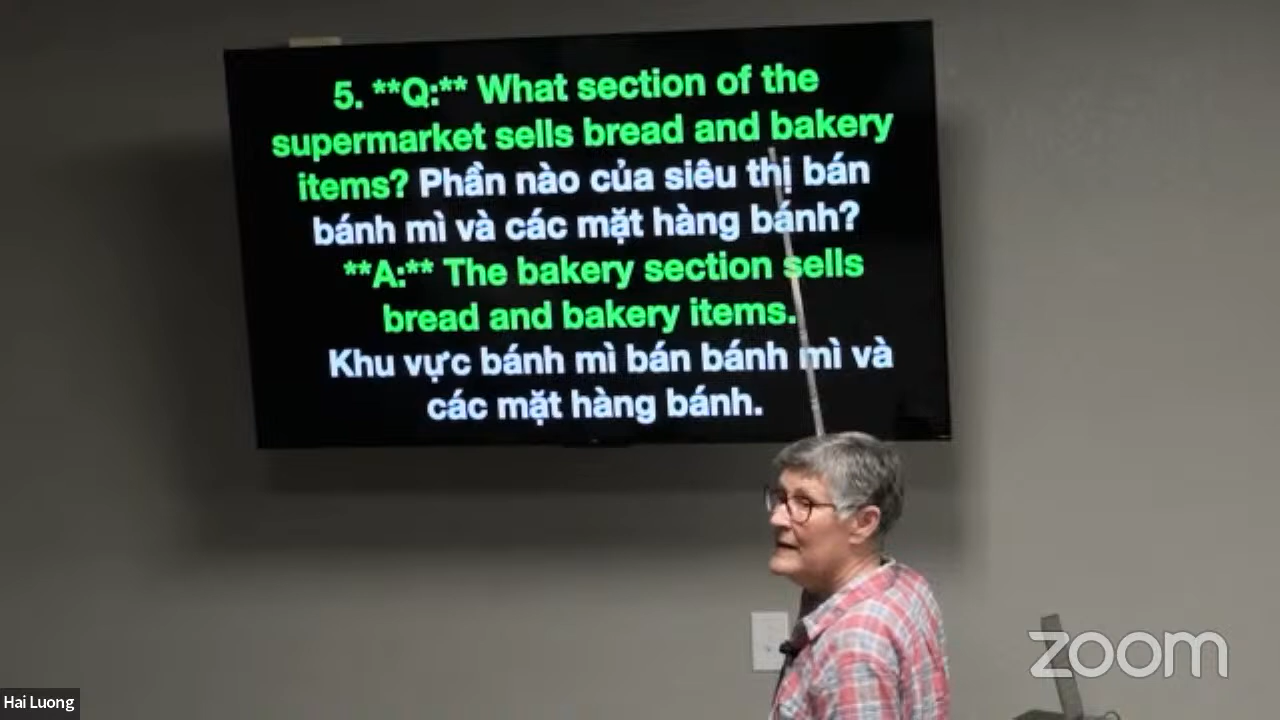 5. **Q:** What section of the
supermarket sells bread and bakery
items? Phần nào của siêu thị bán
bánh mì và các mặt hàng bánh?
**A:** The bakery section sells
bread and bakery items.
Khu vực bánh mì bán bánh mì và
các mặt hàng bánh.
zoom
Hai Luong